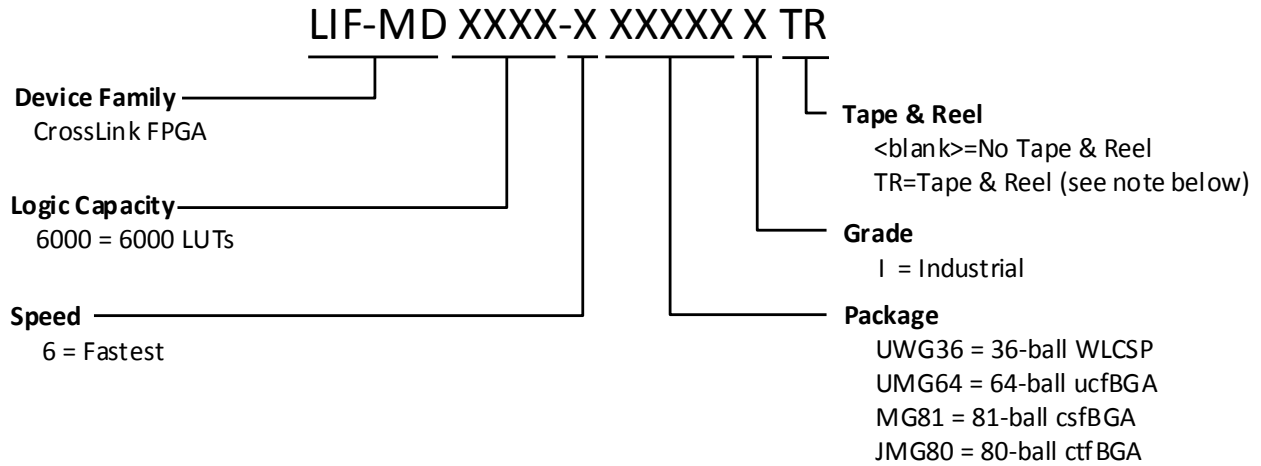 LIF-MD XXXX-X XXXXX X TR
Device Family
CrossLink FPGA
Logic Capacity
6000 = 6000 LUTs
Speed
6 = Fastest
Tape & Reel
<blank>=No Tape & Reel
TR=Tape & Reel (see note below)
Grade
I = Industrial
Package
UWG36 = 36-ball WLCSP
UMG64 = 64-ball ucfBGA
MG81 = 81-ball csfBGA
JMG80 = 80-ball ctfBGA